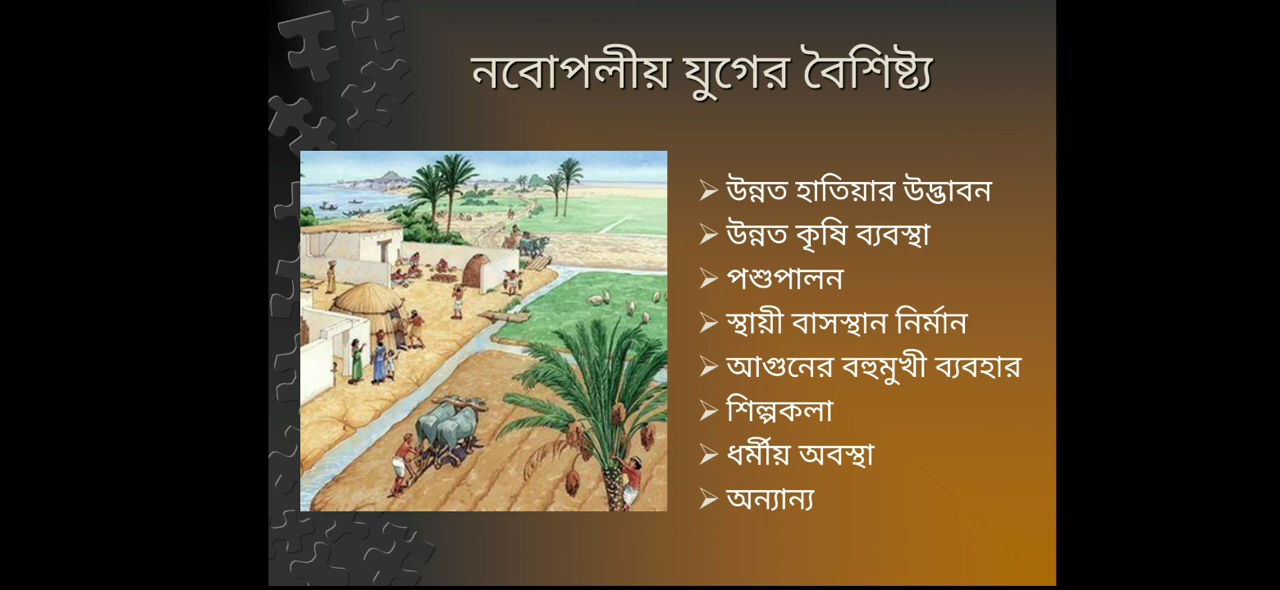 নবোপলীয় যুগের বৈশিষ্ট্য
উন্নত হাতিয়ার উদ্ভাবন
উন্নত কৃষি ব্যবস্থা
পশুপালন
স্থায়ী বাসস্থান নির্মান
আগুনের বহুমুখী ব্যবহার
শিল্পকলা
ধর্মীয় অবস্থা
অন্যান্য